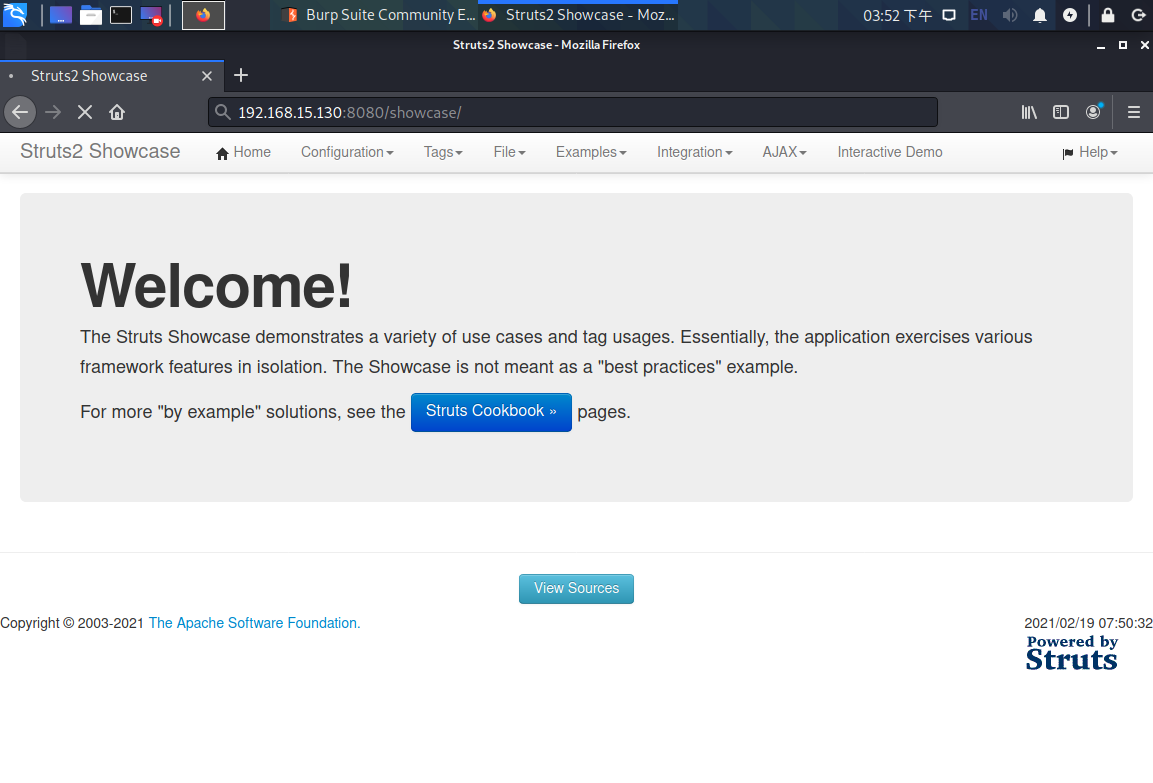 Burp Suite Community E...
Struts2 Showcase - Moz...
03:52 下午
EN
Struts2 Showcase - Mozilla Firefox
Struts2 Showcase
192.168.15.130:8080/showcase/
Struts2 Showcase Home Configuration Tags File Examples Integration AJAX Interactive Demo Help
Welcome!
The Struts Showcase demonstrates a variety of use cases and tag usages. Essentially, the application exercises various
framework features in isolation. The Showcase is not meant as a "best practices" example.
For more "by example" solutions, see the Struts Cookbook » pages.
View Sources
Copyright © 2003-2021 The Apache Software Foundation.
2021/02/19 07:50:32
Powered by
Struts